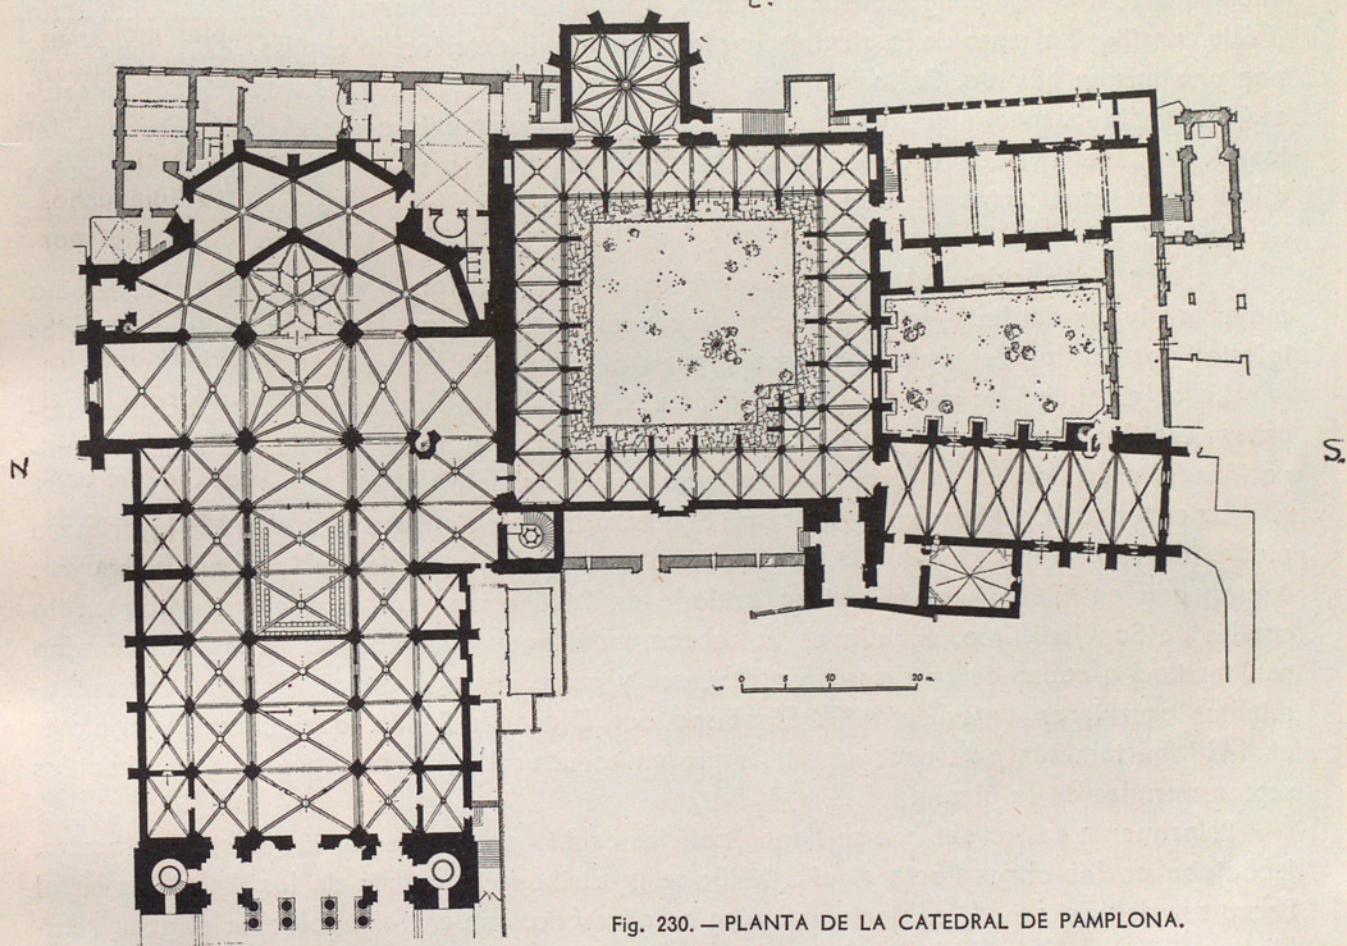 E.
N
S.
0 5 10 20 m.
Fig. 230. — PLANTA DE LA CATEDRAL DE PAMPLONA.